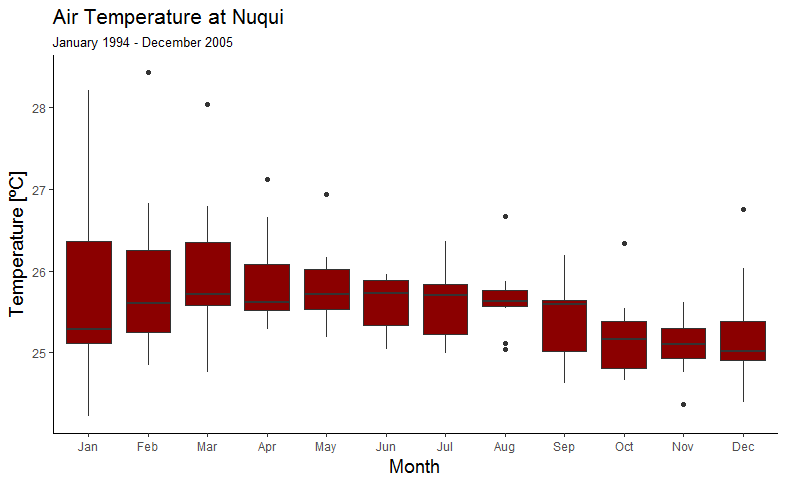 Air Temperature at Nuqui
January 1994 - December 2005
Temperature [ºC]
28
27
26
25
Jan Feb Mar Apr May Jun Jul Aug Sep Oct Nov Dec
Month